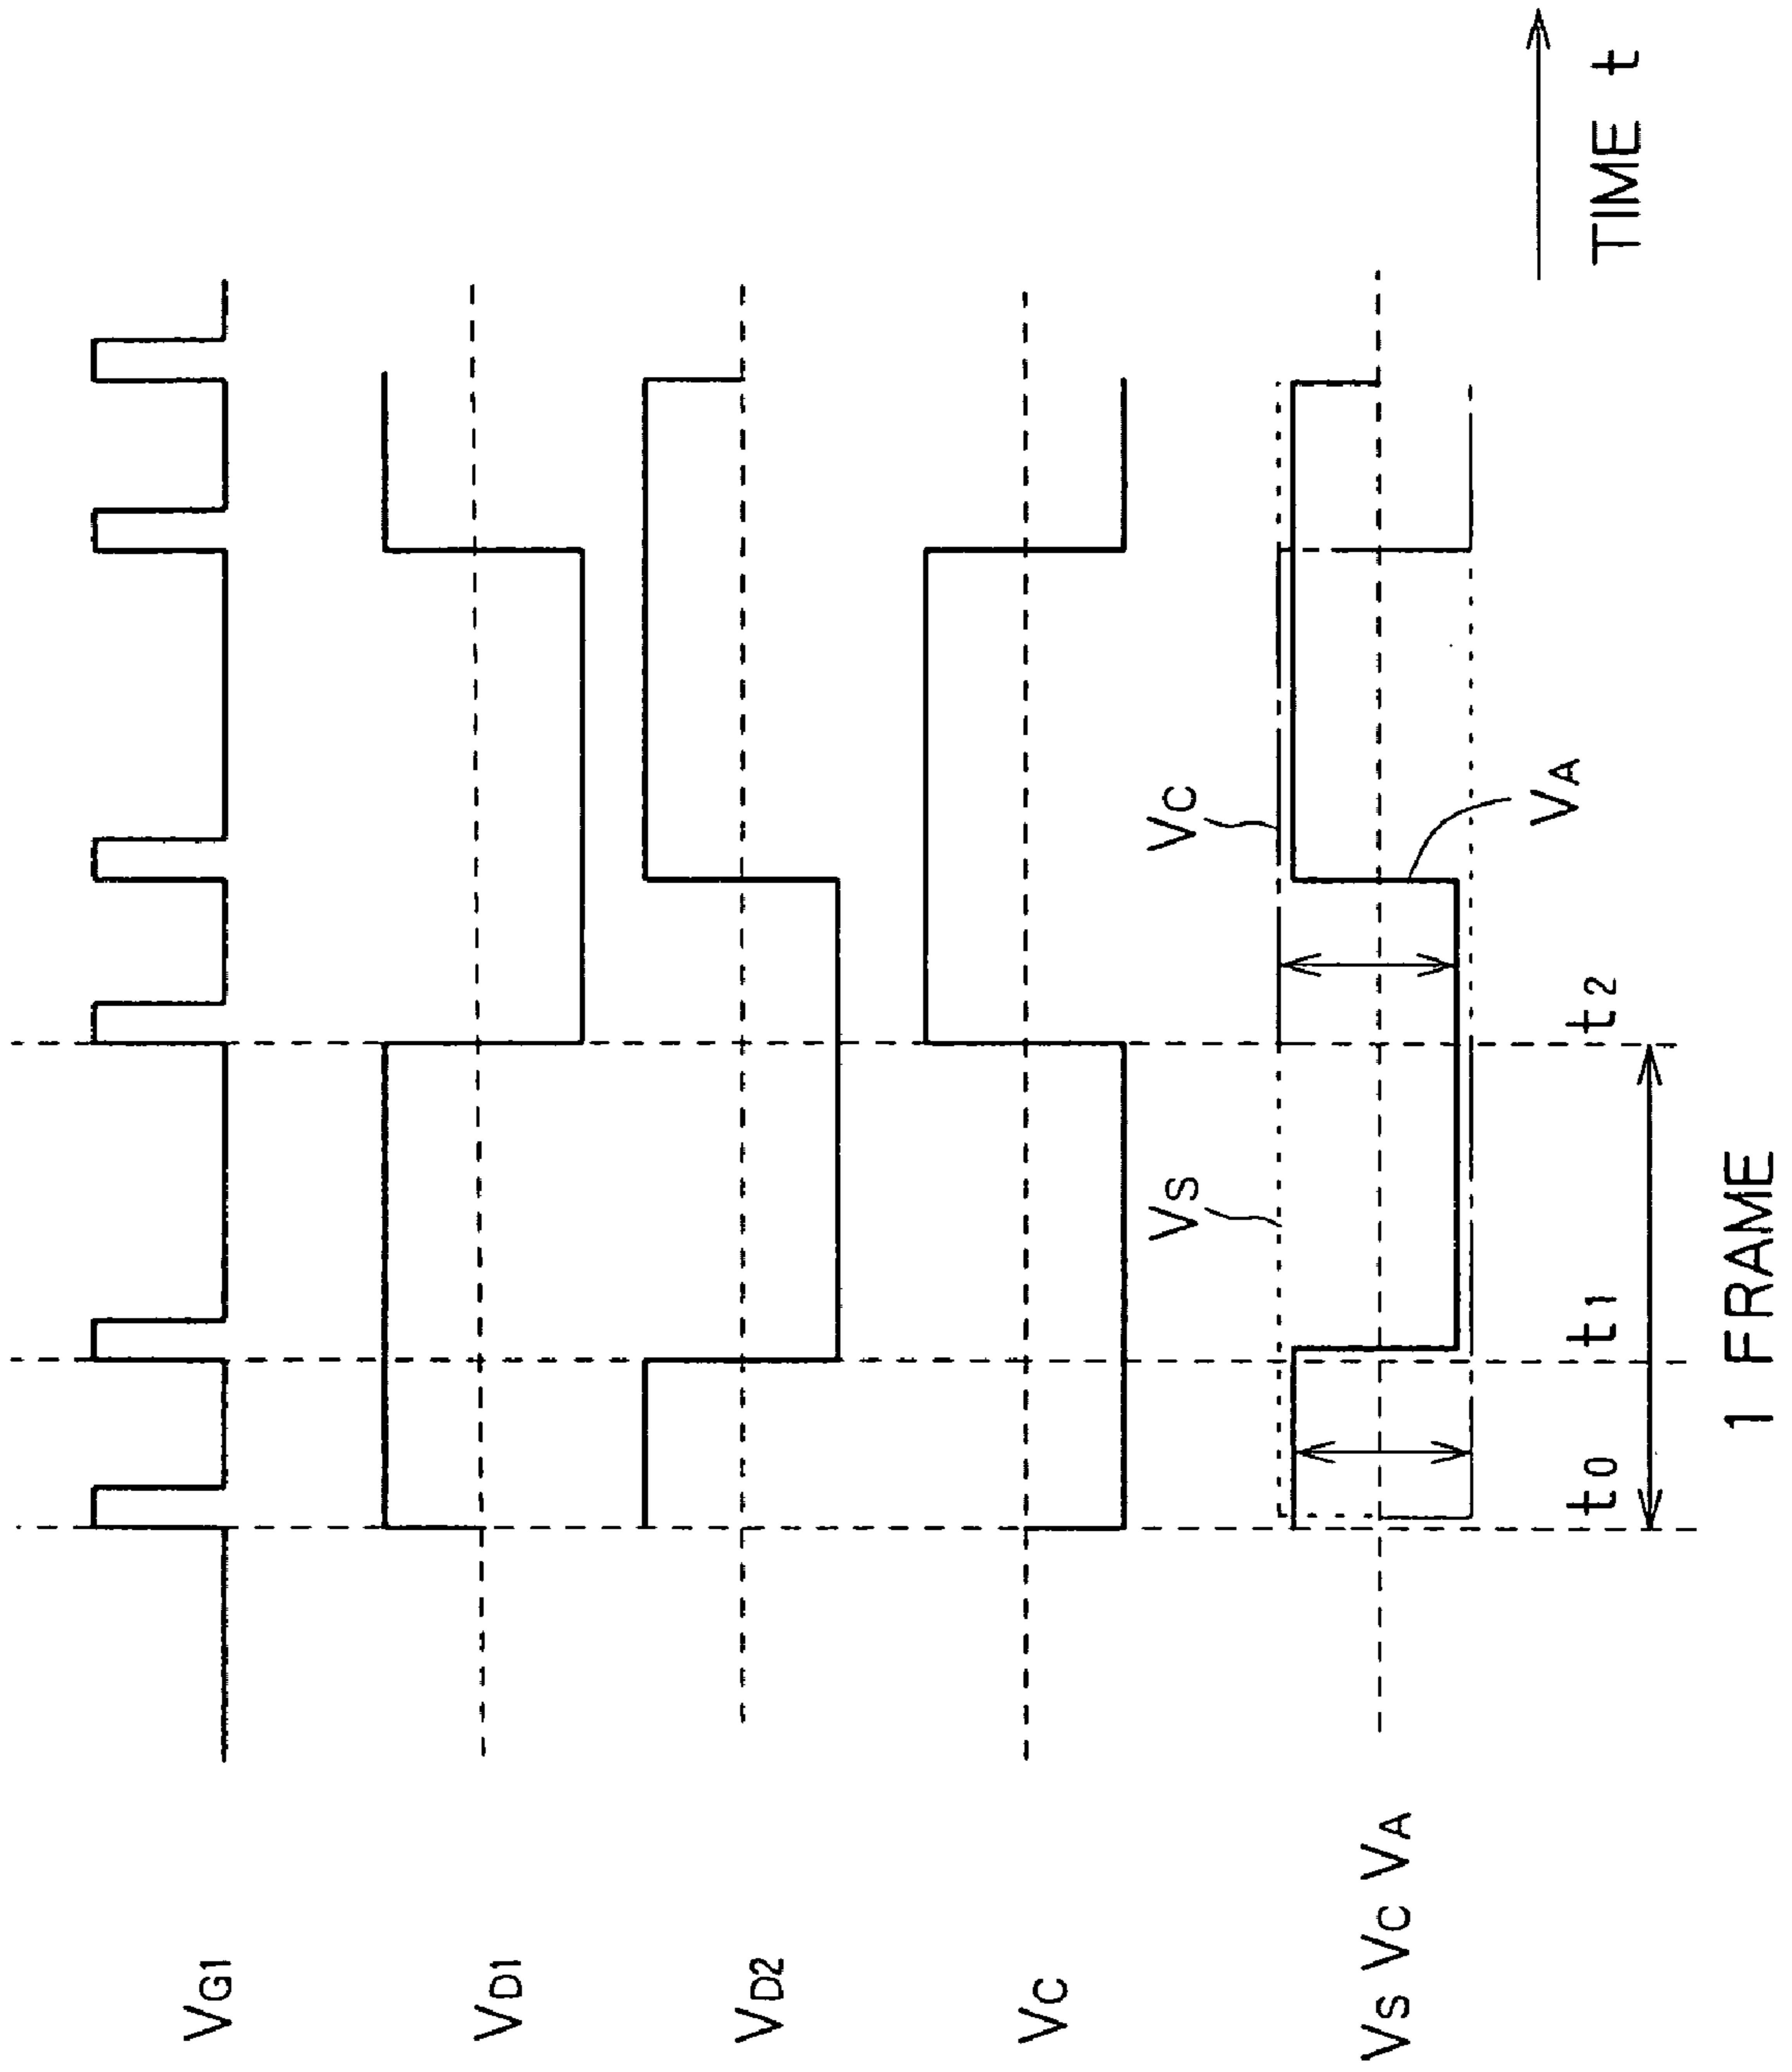 VG1
VD1
VD2
VC
VS VC VA
VS
VC
VA
t0
t1
t2
1 FRAME
TIME t